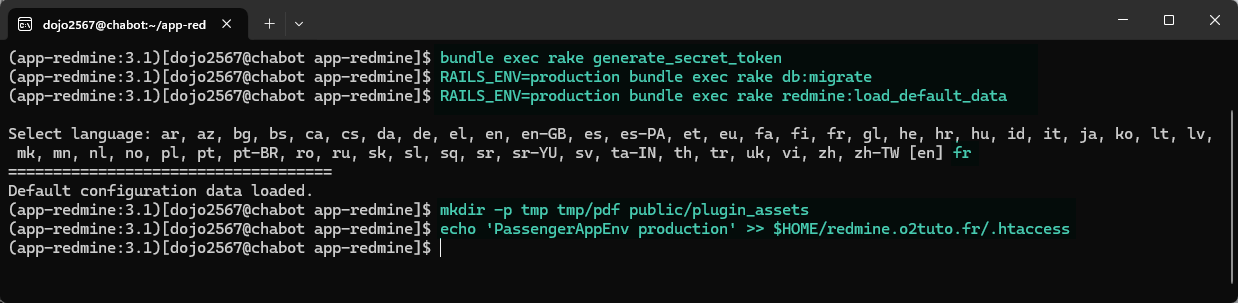 dojo2567@chabot:~/app-red
(app-redmine:3.1)[dojo2567@chabot app-redmine]$ bundle exec rake generate_secret_token
(app-redmine:3.1)[dojo2567@chabot app-redmine]$ RAILS_ENV=production bundle exec rake db:migrate
(app-redmine:3.1)[dojo2567@chabot app-redmine]$ RAILS_ENV=production bundle exec rake redmine:load_default_data
Select language: ar, az, bg, bs, ca, cs, da, de, el, en, en-GB, es, es-PA, et, eu, fa, fi, fr, gl, he, hr, hu, id, it, ja, ko, lt, lv,
mk, mn, nl, no, pl, pt, pt-BR, ro, ru, sk, sl, sq, sr, sr-YU, sv, ta-IN, th, tr, uk, vi, zh, zh-TW [en] fr
====================================
Default configuration data loaded.
(app-redmine:3.1)[dojo2567@chabot app-redmine]$ mkdir -p tmp tmp/pdf public/plugin_assets
(app-redmine:3.1)[dojo2567@chabot app-redmine]$ echo 'PassengerAppEnv production' >> $HOME/redmine.o2tuto.fr/.htaccess
(app-redmine:3.1)[dojo2567@chabot app-redmine]$